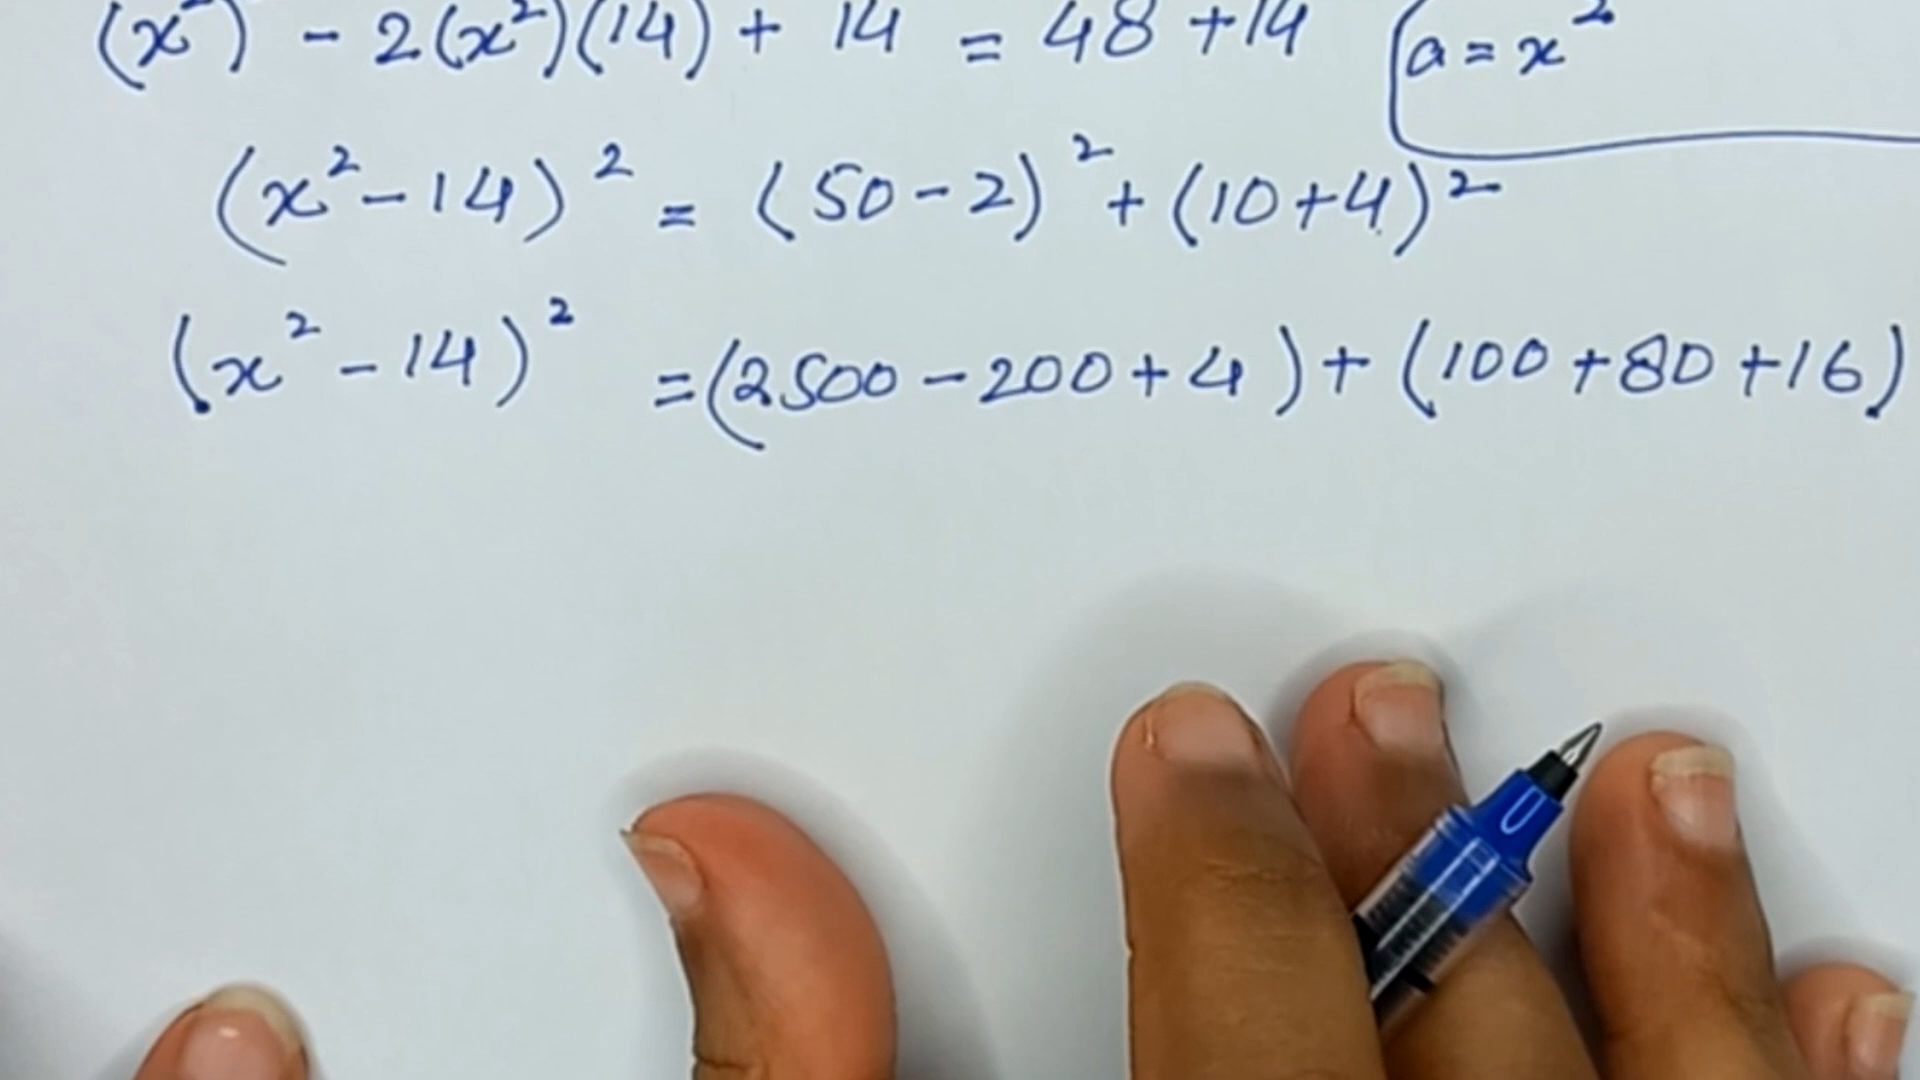 (x²)² - 2(x²)(14) + 14 = 48 + 14
a = x²
(x² - 14)² = (50 - 2)² + (10 + 4)²
(x² - 14)² = (2500 - 200 + 4) + (100 + 80 + 16)